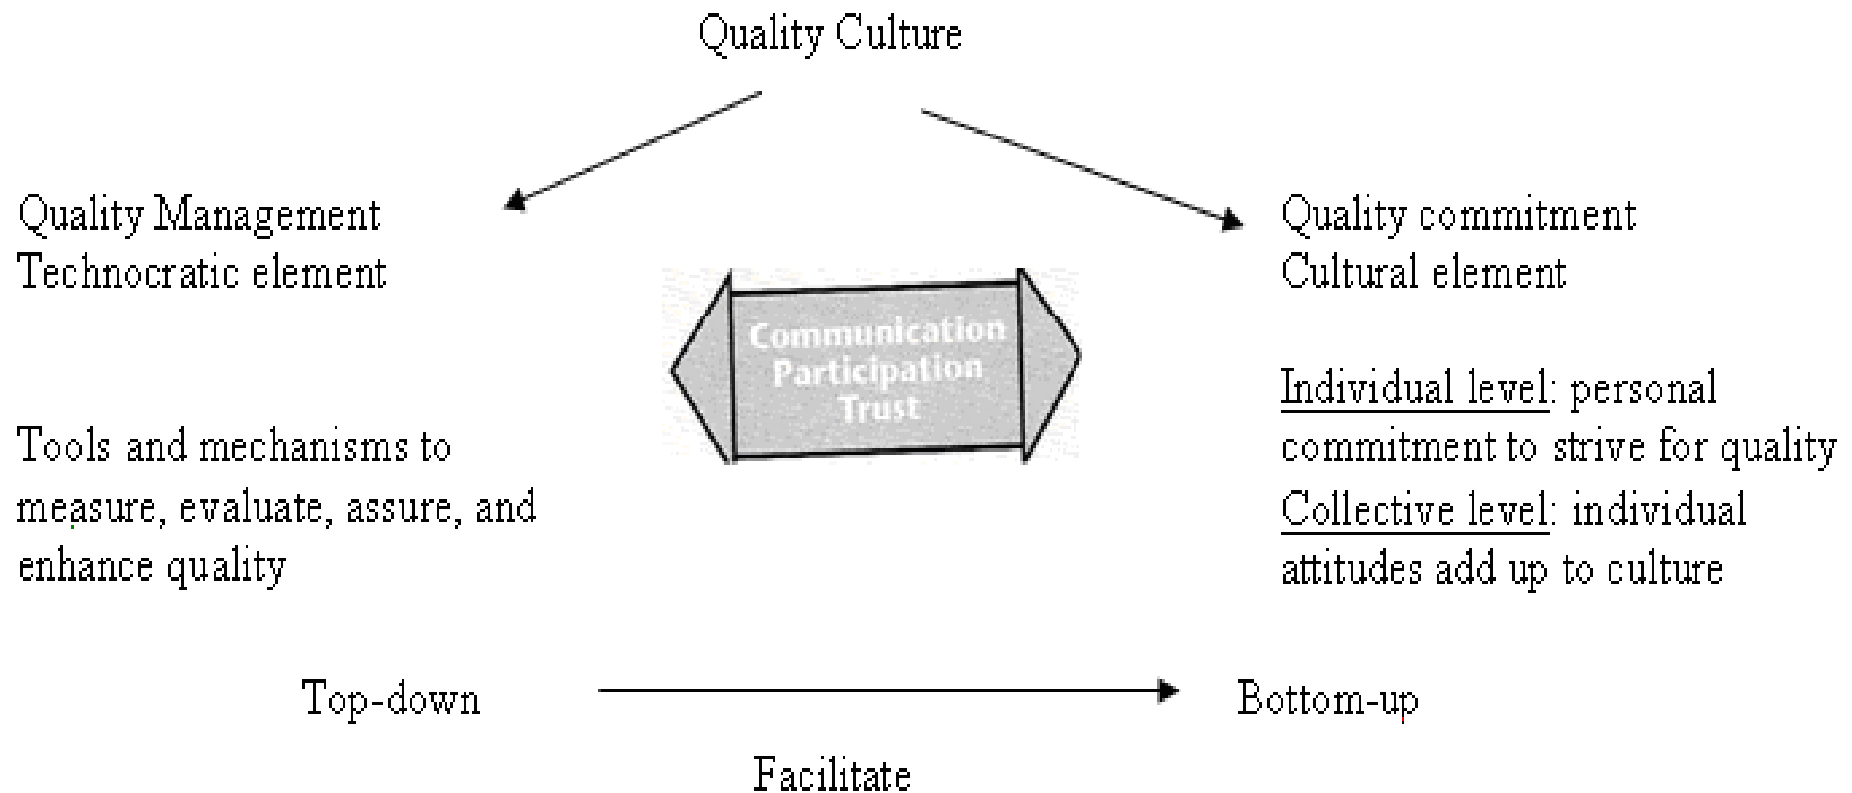 Quality Culture
Quality Management
Technocratic element
Tools and mechanisms to
measure, evaluate, assure, and
enhance quality
Communication
Participation
Trust
Quality commitment
Cultural element
Individual level: personal
commitment to strive for quality
Collective level: individual
attitudes add up to culture
Top-down
Bottom-up
Facilitate